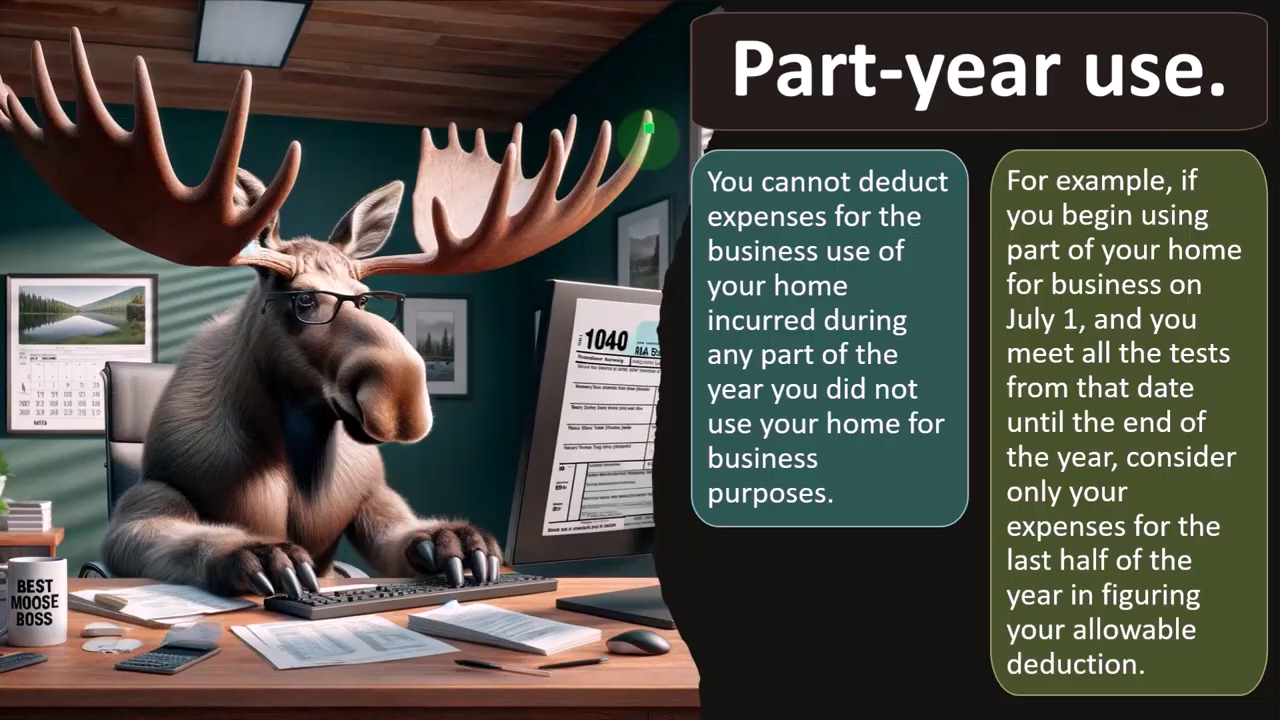 Part-year use.
You cannot deduct
expenses for the
business use of
your home
incurred during
any part of the
year you did not
use your home for
business
purposes.
For example, if
you begin using
part of your home
for business on
July 1, and you
meet all the tests
from that date
until the end of
the year, consider
only your
expenses for the
last half of the
year in figuring
your allowable
deduction.
1040
BEST
MOOSE
BOSS